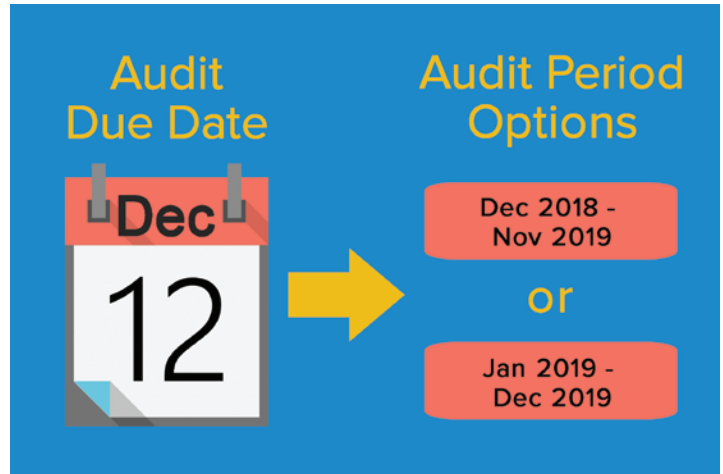 Audit
Due Date
Dec
12
Audit Period
Options
Dec 2018 -
Nov 2019
or
Jan 2019 -
Dec 2019